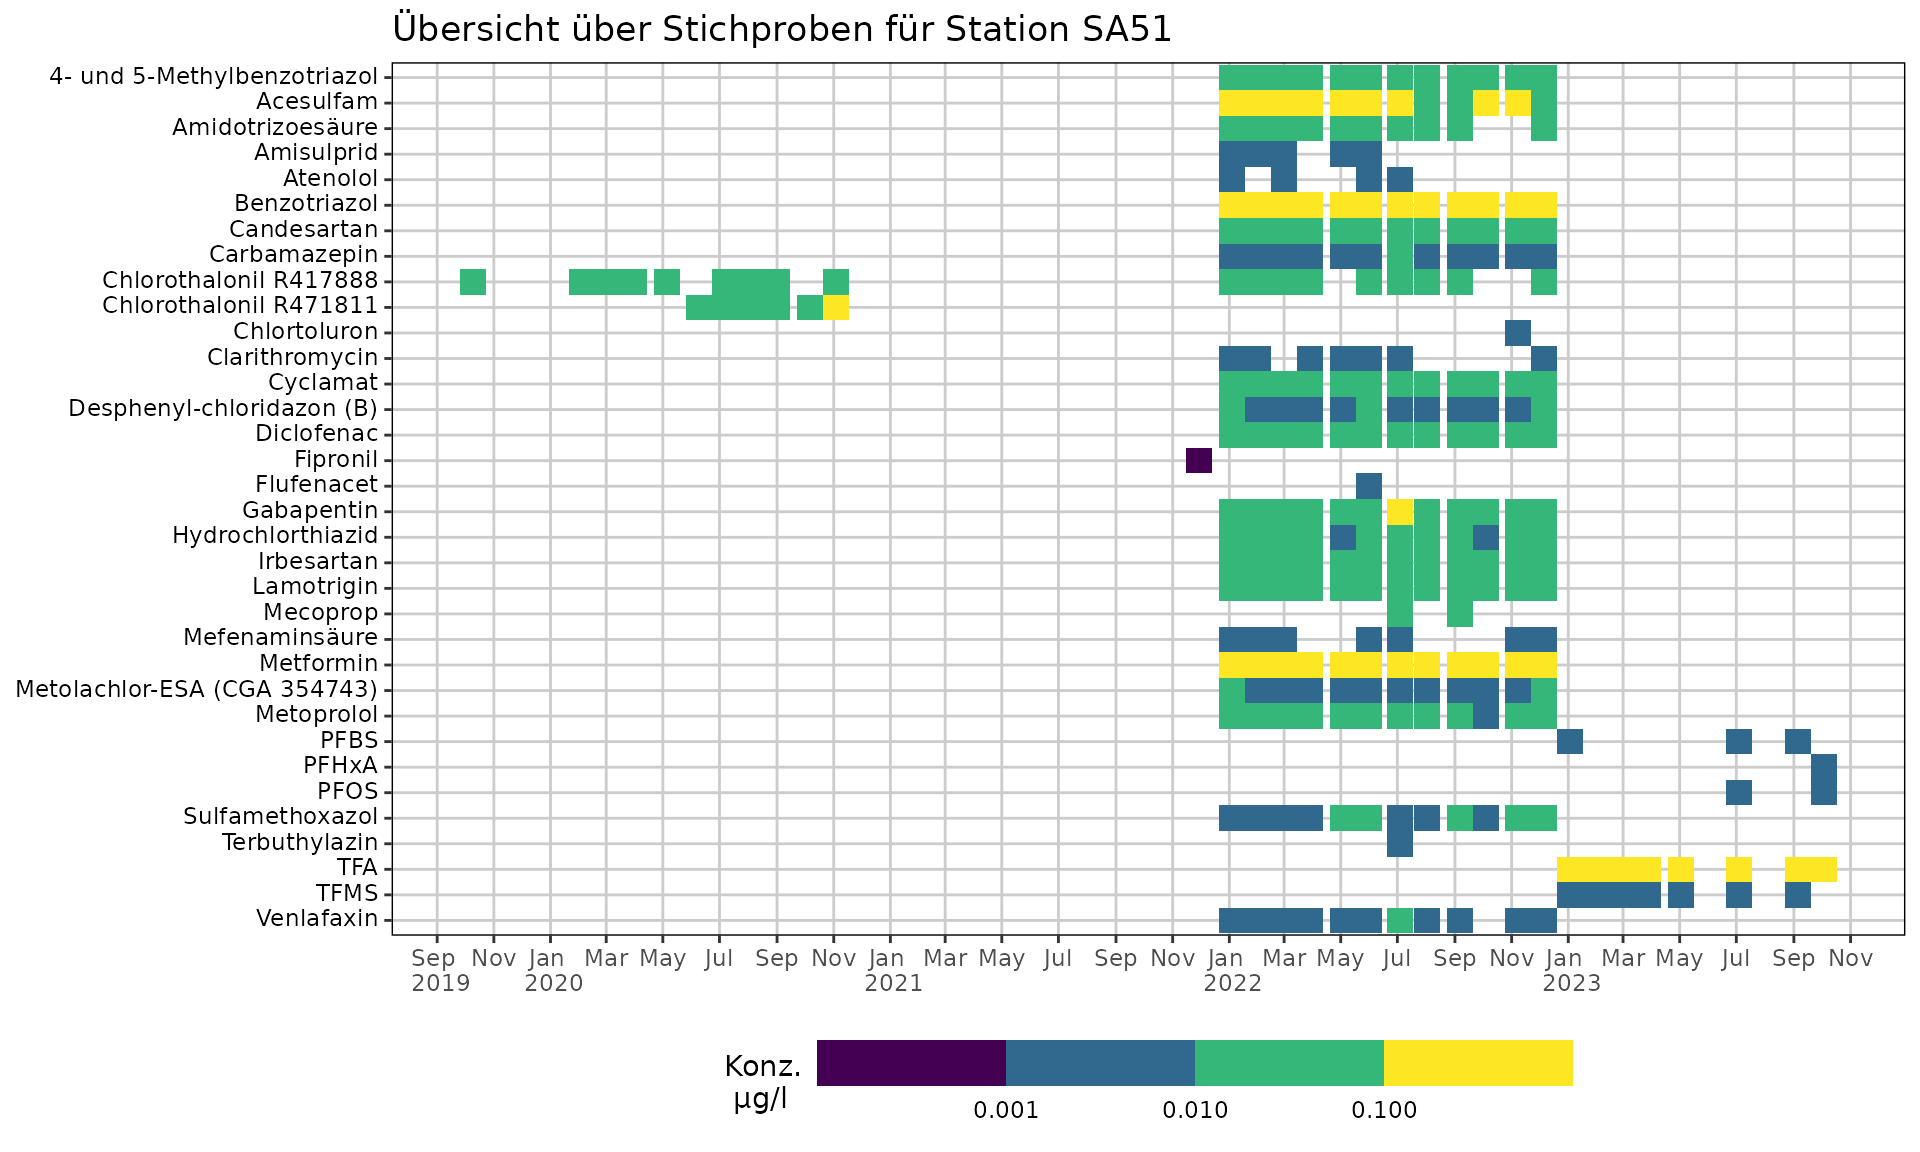 Übersicht über Stichproben für Station SA51
4- und 5-Methylbenzotriazol
Acesulfam
Amidotrizoesäure
Amisulprid
Atenolol
Benzotriazol
Candesartan
Carbamazepin
Chlorothalonil R417888
Chlorothalonil R471811
Chlortoluron
Clarithromycin
Cyclamat
Desphenyl-chloridazon (B)
Diclofenac
Fipronil
Flufenacet
Gabapentin
Hydrochlorthiazid
Irbesartan
Lamotrigin
Mecoprop
Mefenaminsäure
Metformin
Metolachlor-ESA (CGA 354743)
Metoprolol
PFBS
PFHxA
PFOS
Sulfamethoxazol
Terbuthylazin
TFA
TFMS
Venlafaxin
Sep Nov Jan Mar May Jul Sep Nov Jan Mar May Jul Sep Nov Jan Mar May Jul Sep Nov Jan Mar May Jul Sep Nov
2019 2020 2021 2022 2023
Konz.
µg/l
0.001 0.010 0.100